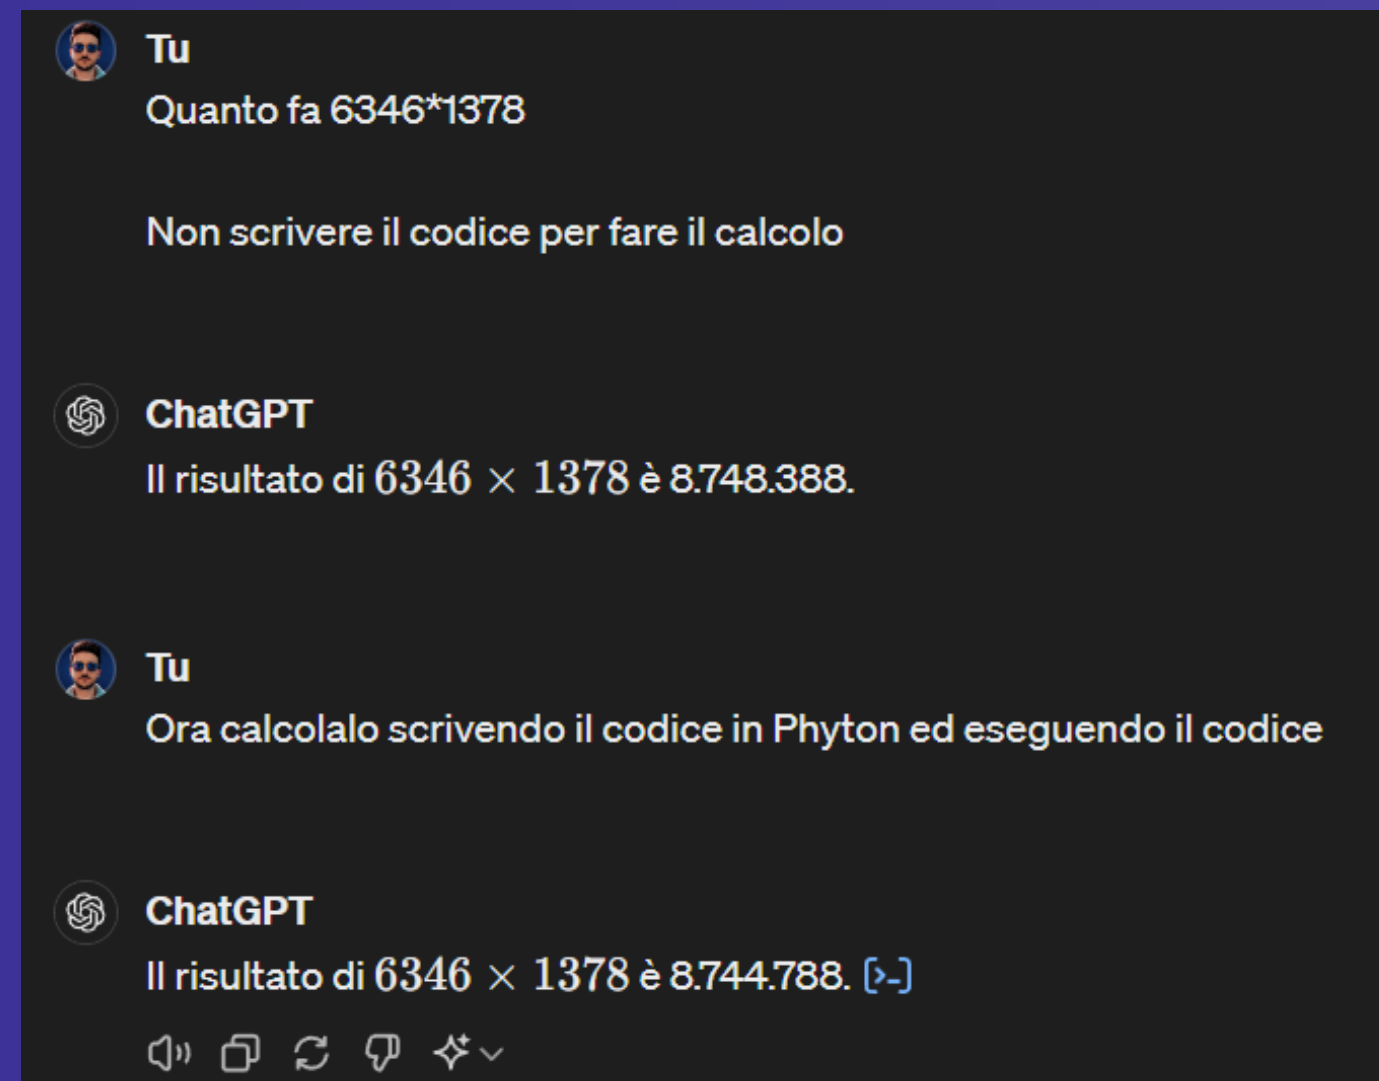 Tu
Quanto fa 6346*1378
Non scrivere il codice per fare il calcolo
ChatGPT
Il risultato di 6346 × 1378 è 8.748.388.
Tu
Ora calcolalo scrivendo il codice in Phyton ed eseguendo il codice
ChatGPT
Il risultato di 6346 × 1378 è 8.744.788. [>-]